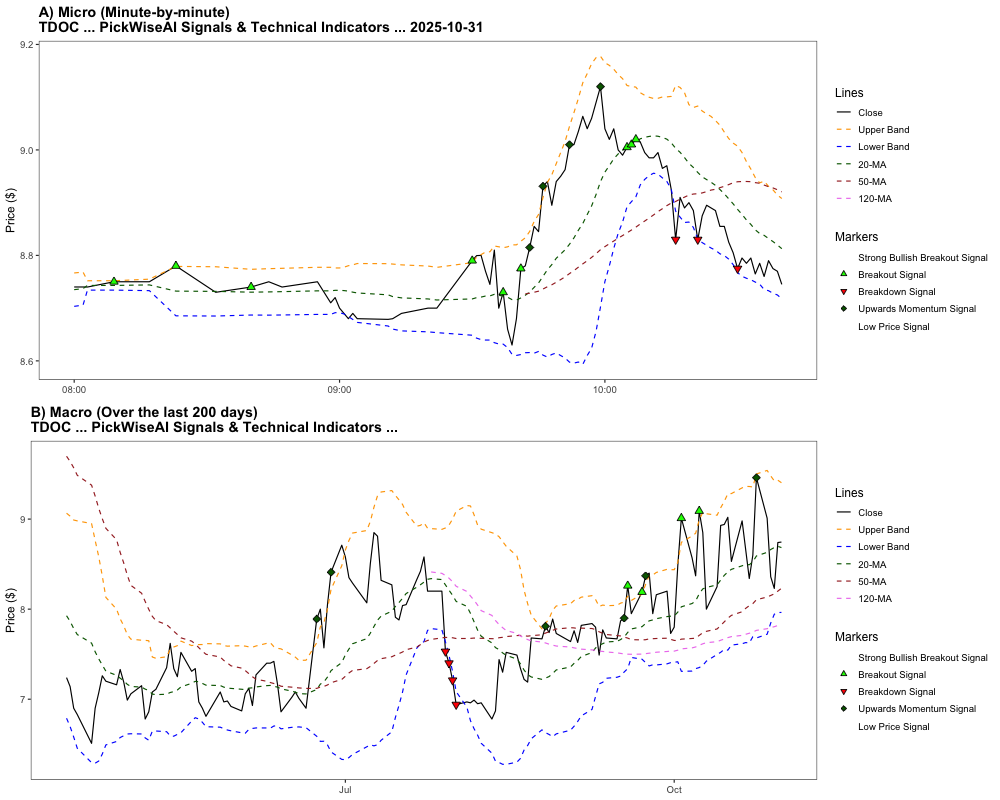 A) Micro (Minute-by-minute)
TDOC ... PickWiseAI Signals & Technical Indicators ... 2025-10-31
Price ($)
9.2
9.0
8.8
8.6
08:00
09:00
10:00
Lines
Close
Upper Band
Lower Band
20-MA
50-MA
120-MA
Markers
Strong Bullish Breakout Signal
Breakout Signal
Breakdown Signal
Upwards Momentum Signal
Low Price Signal
B) Macro (Over the last 200 days)
TDOC ... PickWiseAI Signals & Technical Indicators ...
Price ($)
9
8
7
Jul
Oct
Lines
Close
Upper Band
Lower Band
20-MA
50-MA
120-MA
Markers
Strong Bullish Breakout Signal
Breakout Signal
Breakdown Signal
Upwards Momentum Signal
Low Price Signal